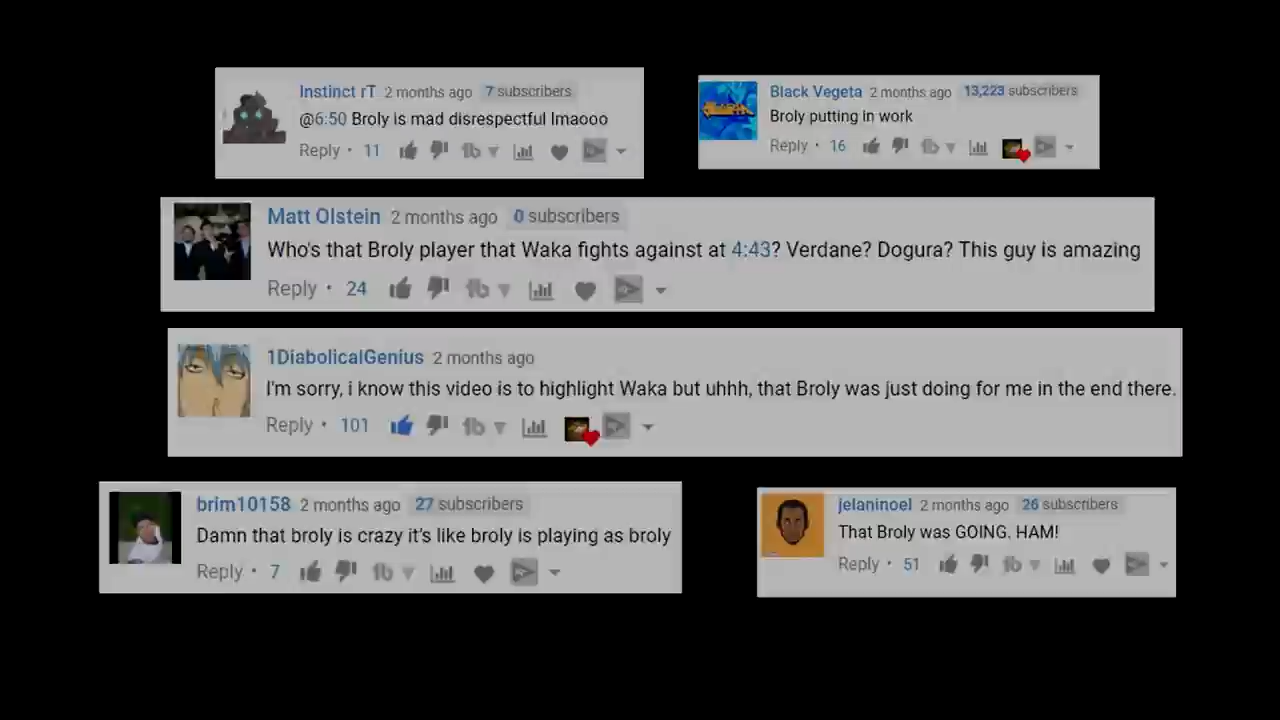 Instinct rT 2 months ago 7 subscribers
@6:50 Broly is mad disrespectful lmaooo
Reply · 11
Black Vegeta 2 months ago 13,223 subscribers
Broly putting in work
Reply · 16
Matt Olstein 2 months ago 0 subscribers
Who's that Broly player that Waka fights against at 4:43? Verdane? Dogura? This guy is amazing
Reply · 24
1DiabolicalGenius 2 months ago
I'm sorry, i know this video is to highlight Waka but uhhh, that Broly was just doing for me in the end there.
Reply · 101
brim10158 2 months ago 27 subscribers
Damn that broly is crazy it's like broly is playing as broly
Reply · 7
jelaninoel 2 months ago 26 subscribers
That Broly was GOING. HAM!
Reply · 51